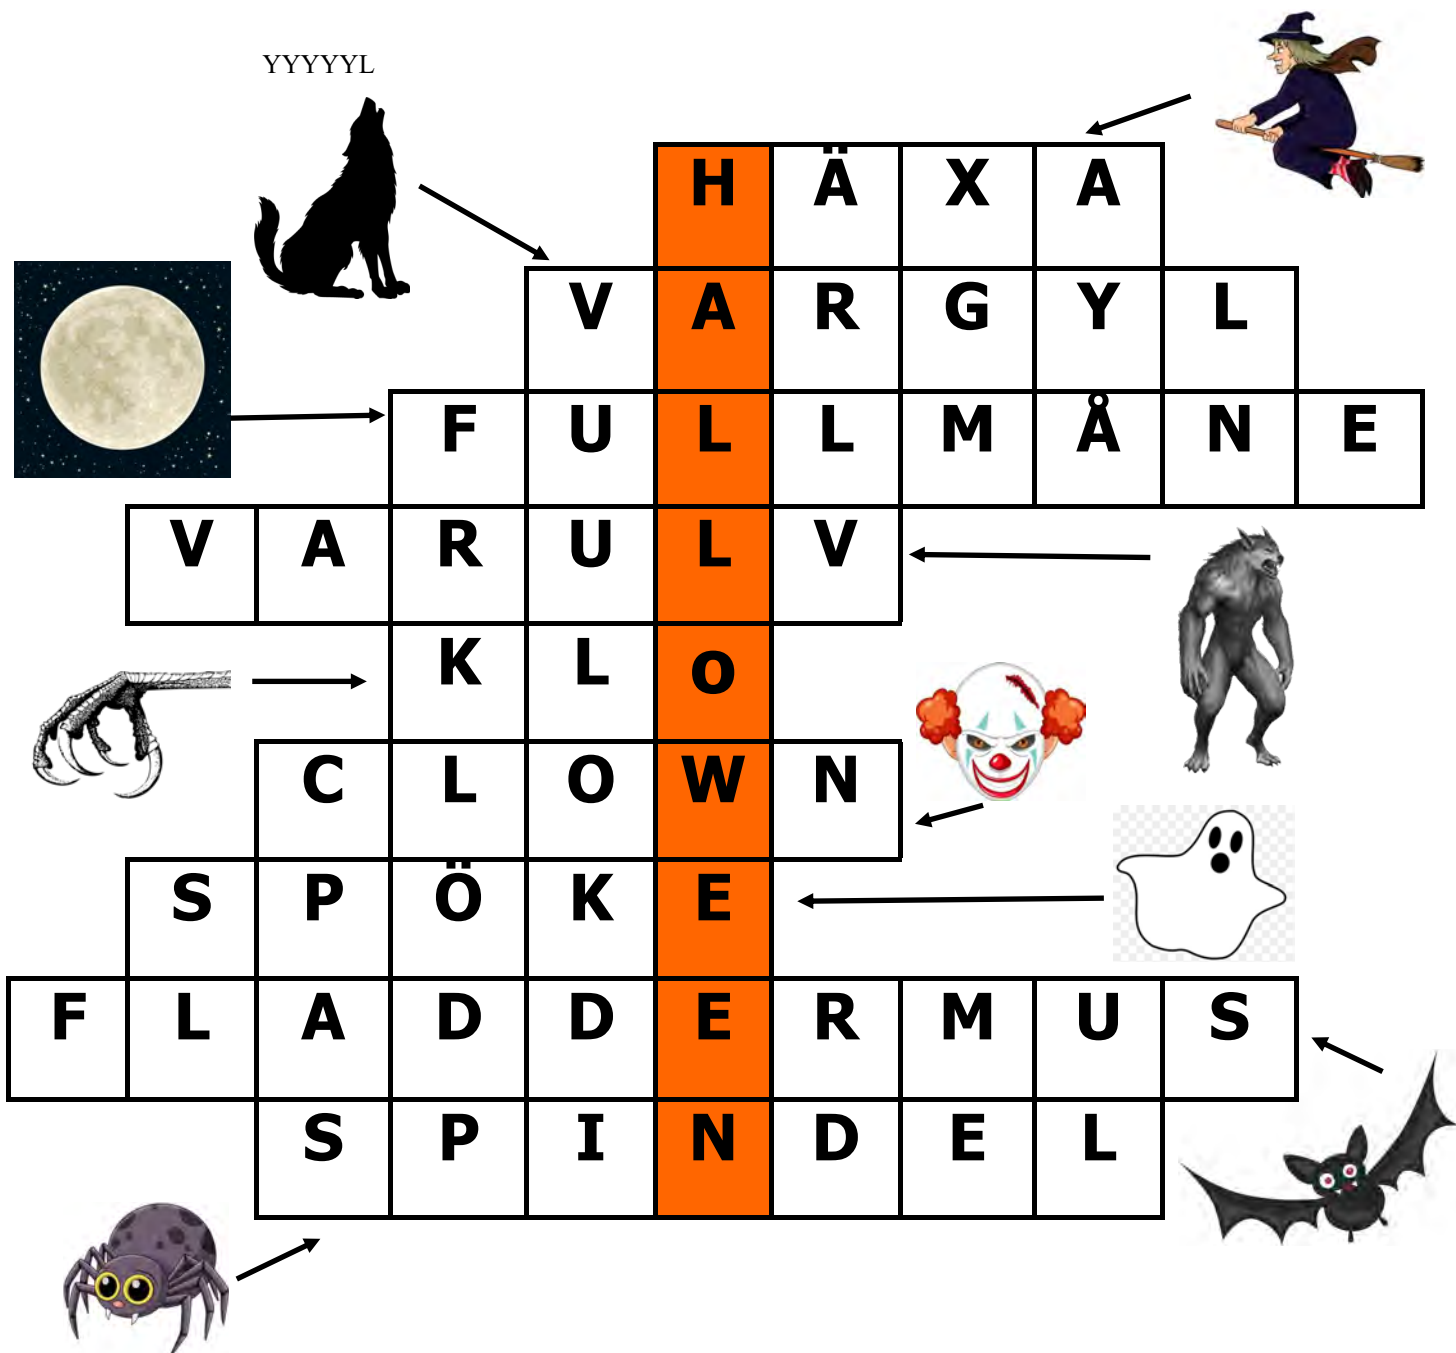 YYYYYL
HÄXA
VARGYL
FULLMÅNE
VARULV
KLO
CLOWN
SPÖKE
FLADDERMUS
SPINDEL